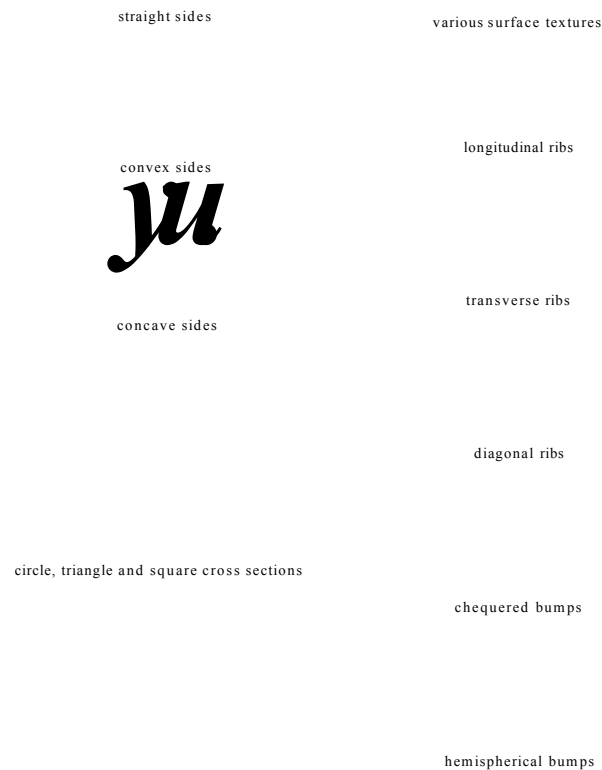 straight sides
convex sides
yu
concave sides
circle, triangle and square cross sections
various surface textures
longitudinal ribs
transverse ribs
diagonal ribs
chequered bumps
hemispherical bumps